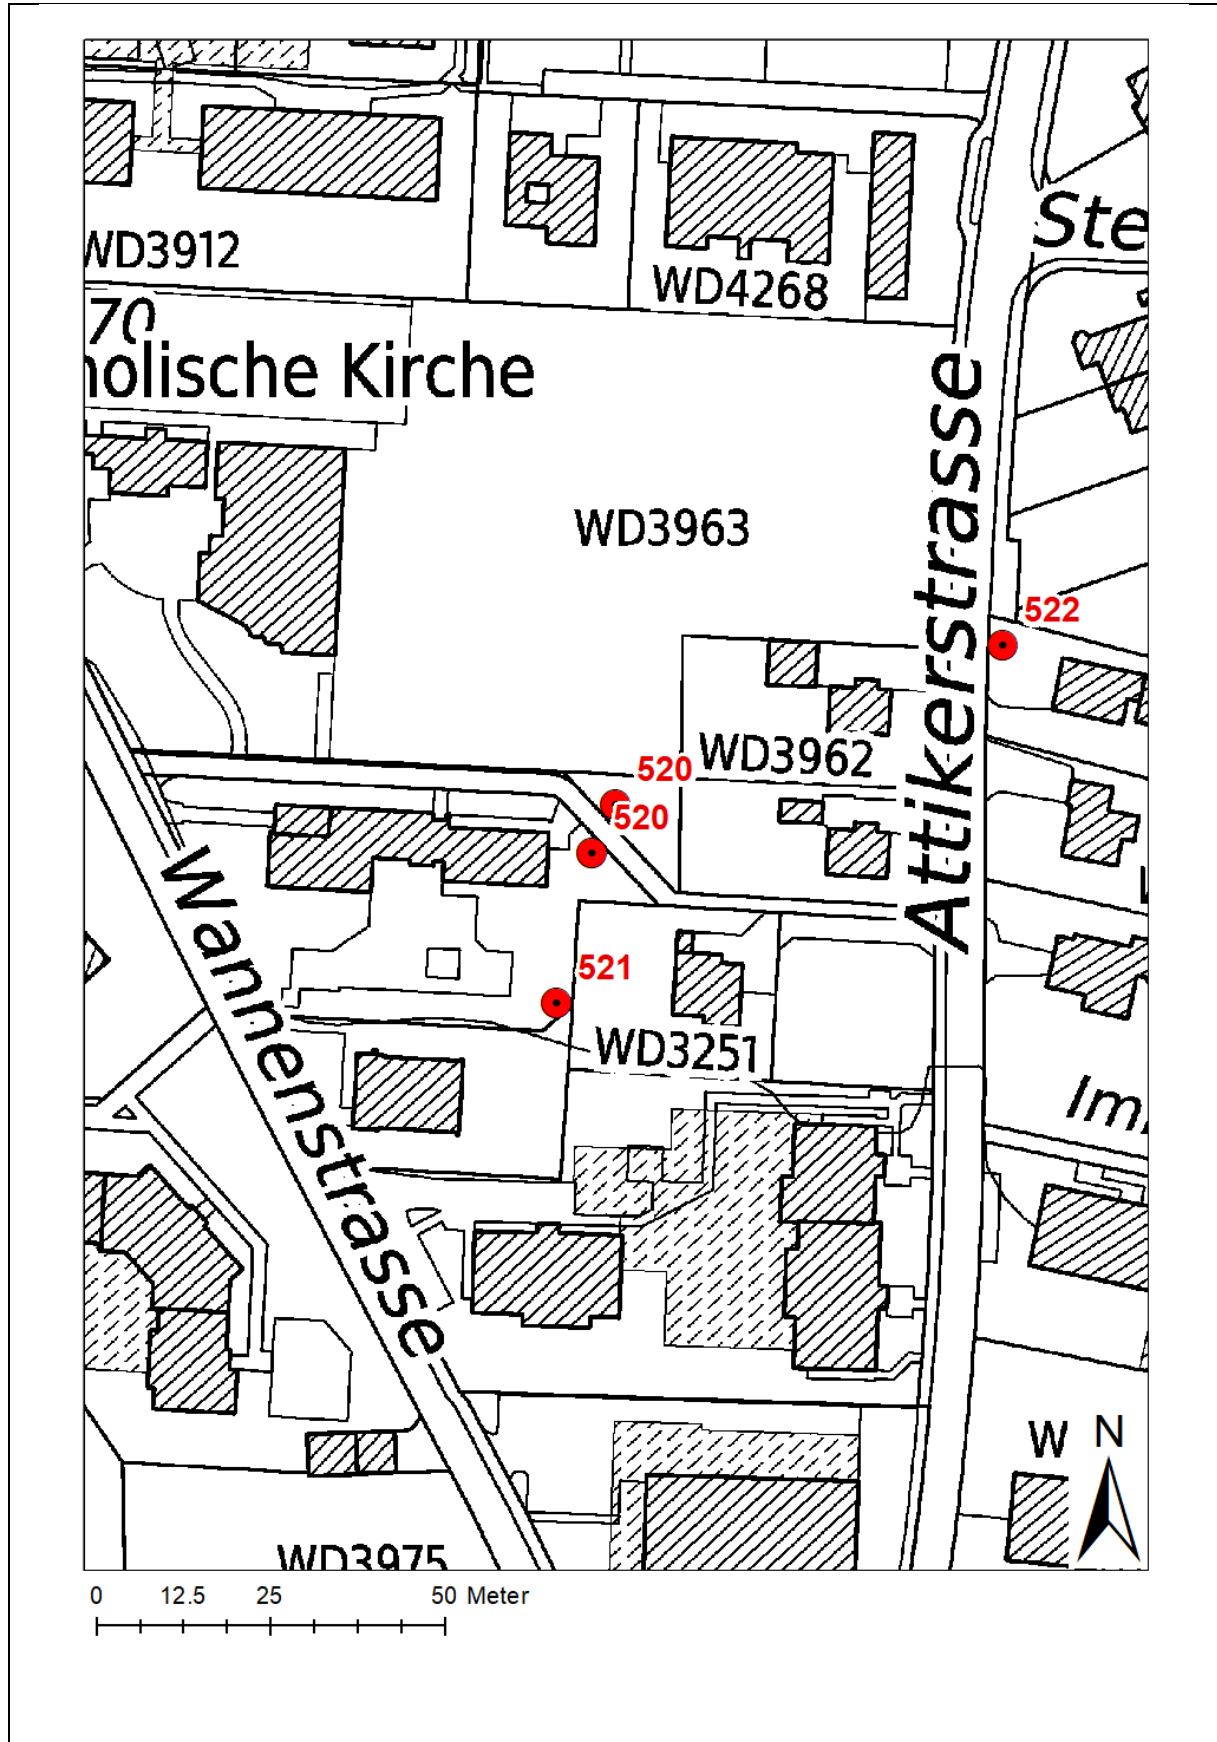 Ste
WD3912
WD4268
70
holische Kirche
Attikerstrasse
WD3963
522
WD3962
520
520
Wannenstrasse
521
WD3251
Im
W
N
WD3975
0 12.5 25 50 Meter